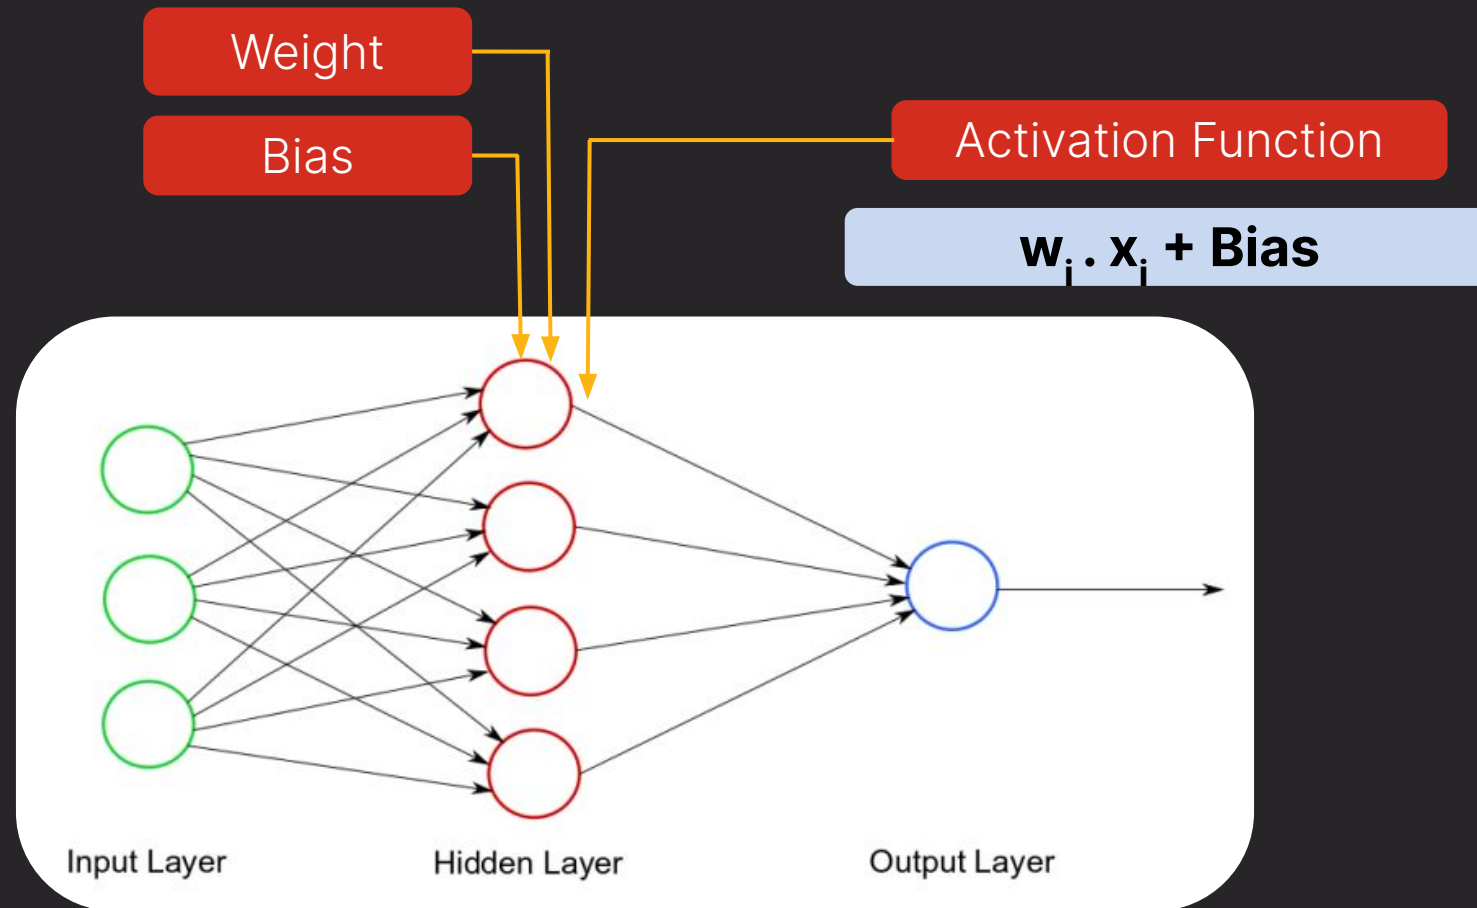 Weight
Bias
Activation Function
wᵢ . xᵢ + Bias
Input Layer
Hidden Layer
Output Layer